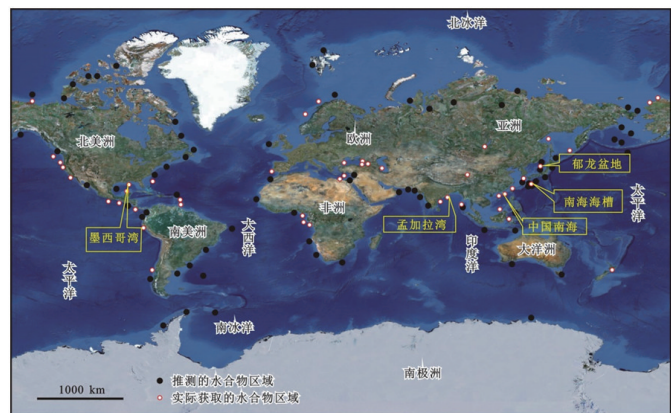 北冰洋
北美洲
欧洲
亚洲
郁龙盆地
太平洋
南海海槽
非洲
大西洋
孟加拉湾
中国南海
墨西哥湾
南美洲
印度洋
大洋洲
太平洋
南冰洋
南极洲
1000 km
推测的水合物区域
实际获取的水合物区域